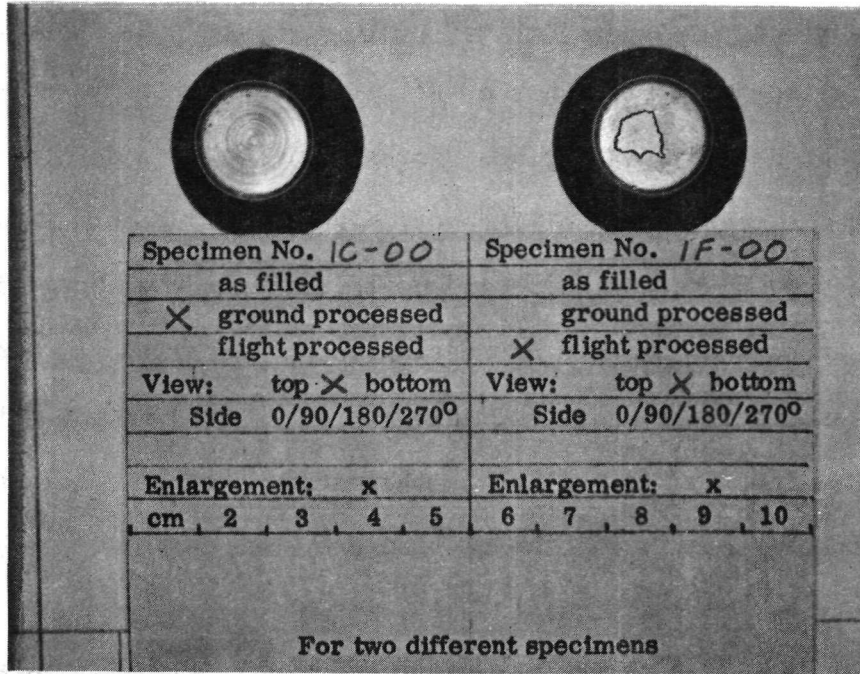 Specimen No. 1C-00 Specimen No. 1F-00
as filled as filled
X ground processed ground processed
flight processed X flight processed
View: top X bottom View: top X bottom
Side 0/90/180/270⁰ Side 0/90/180/270⁰
Enlargement: x Enlargement: x
cm 2 3 4 5 6 7 8 9 10
For two different specimens